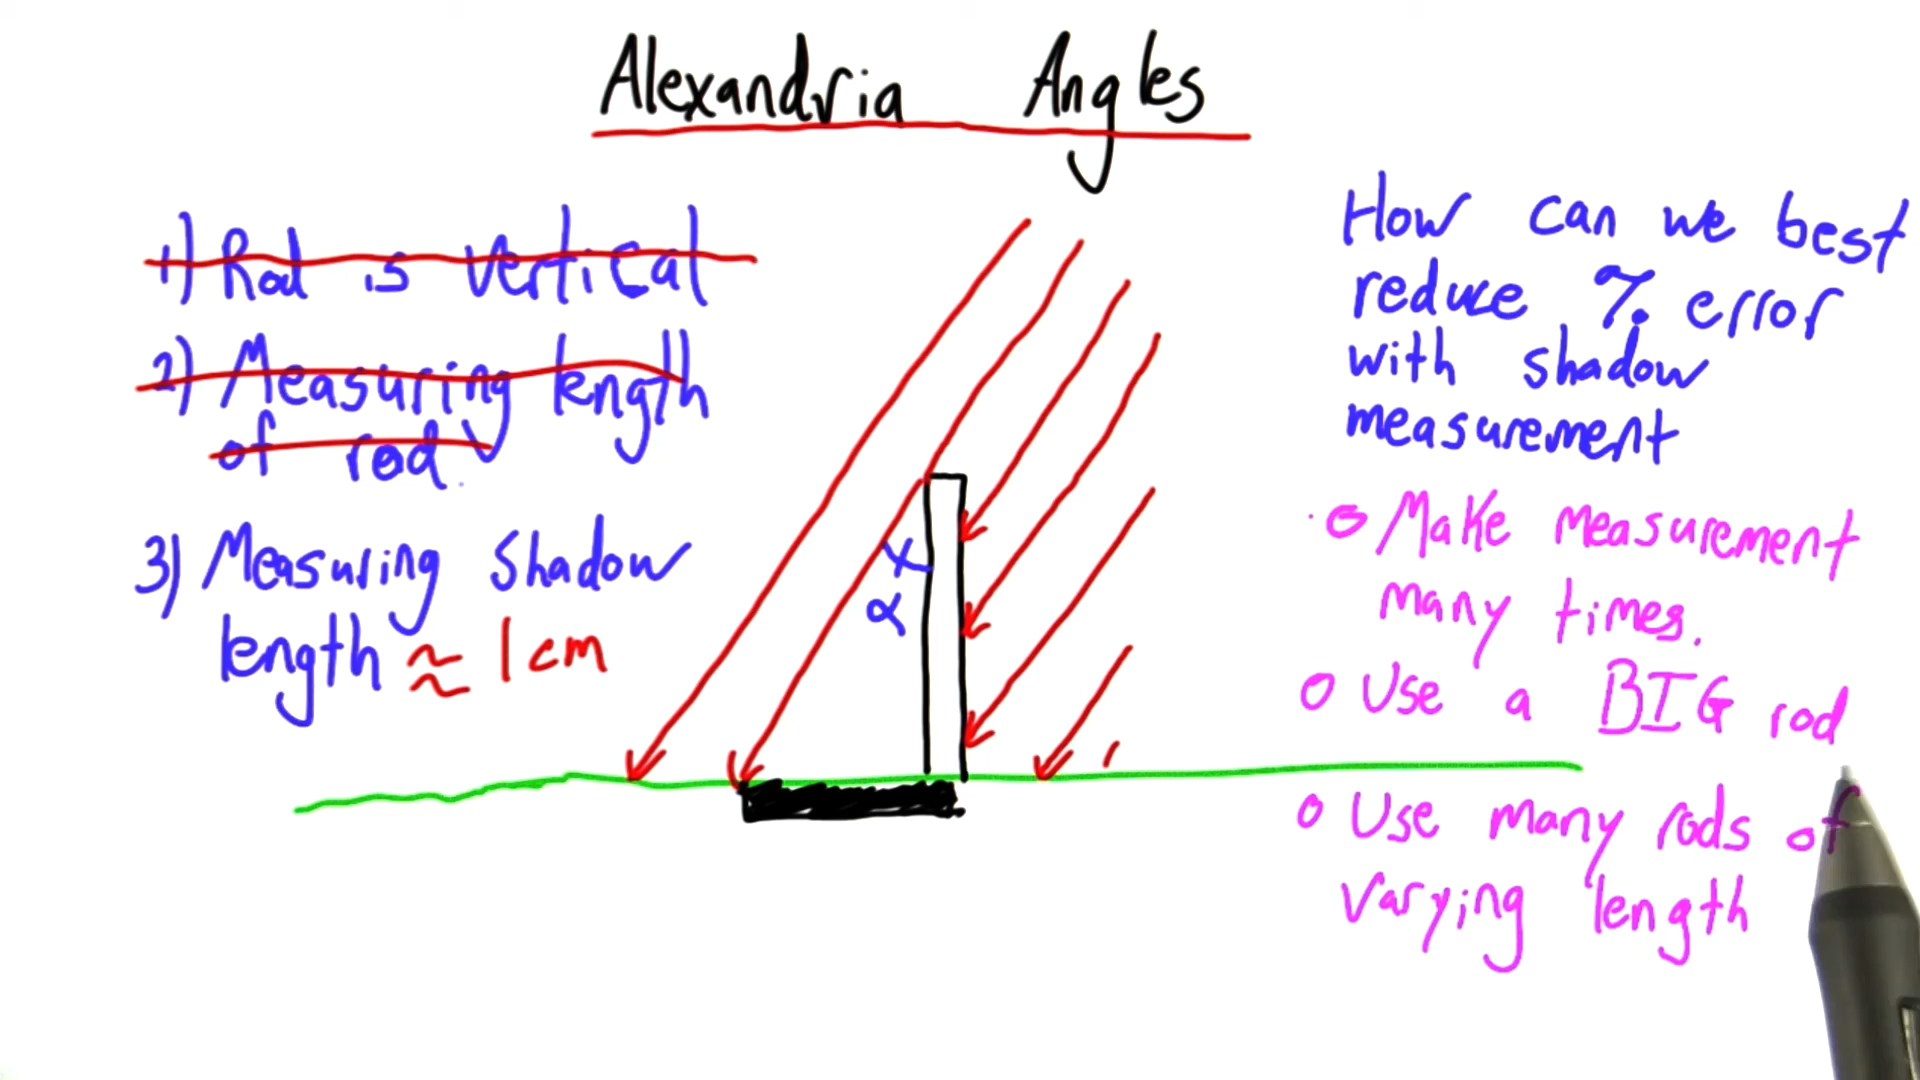 Alexandria Angles
1) Rod is vertical
2) Measuring length
of rod.
3) Measuring shadow
length ≈ 1cm
α
How can we best
reduce % error
with shadow
measurement
o Make measurement
many times.
o Use a BIG rod
o Use many rods of
varying length